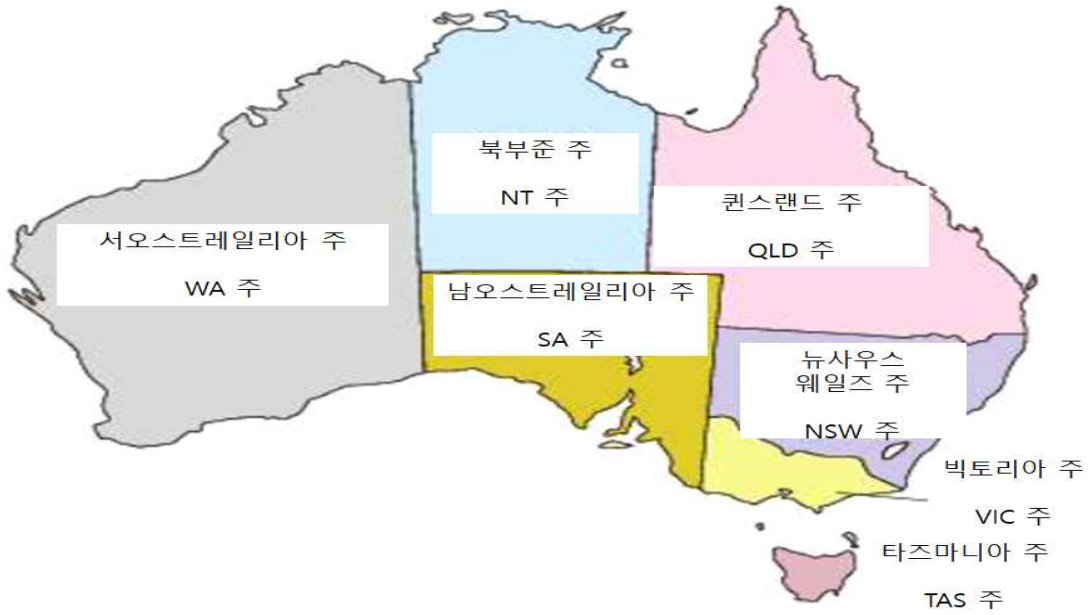 북부준 주
NT 주
퀸스랜드 주
QLD 주
서오스트레일리아 주
WA 주
남오스트레일리아 주
SA 주
뉴사우스
웨일즈 주
NSW 주
빅토리아 주
VIC 주
타즈마니아 주
TAS 주